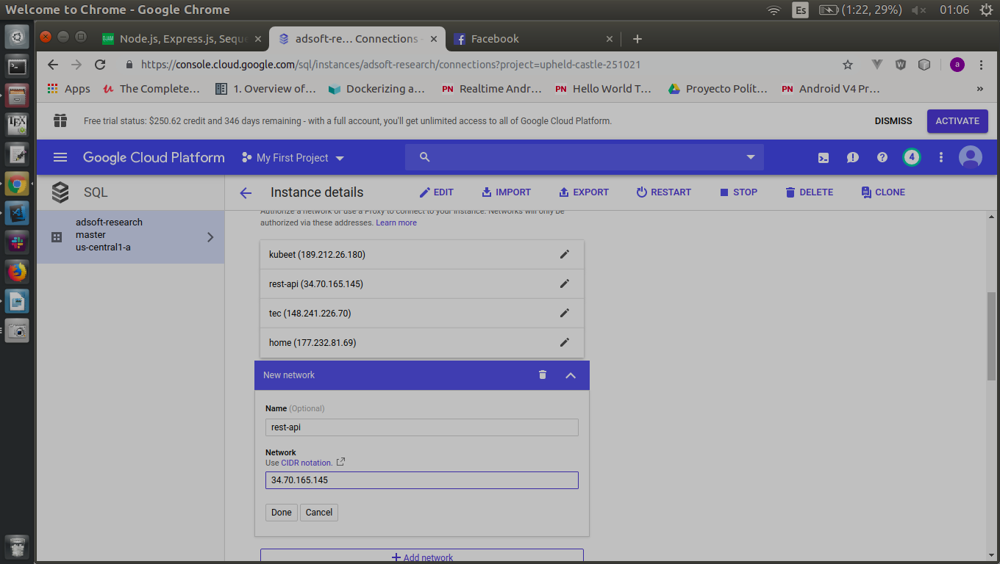 Welcome to Chrome - Google Chrome
Es
(1:22, 29%)
01:06
Node.js, Express.js, Seque
adsoft-re… Connections -
Facebook
https://console.cloud.google.com/sql/instances/adsoft-research/connections?project=upheld-castle-251021
a
Apps
The Complete…
1. Overview of…
Dockerizing a…
PN Realtime Andr…
PN Hello World T…
Proyecto Polít…
PN Android V4 Pr…
»
Free trial status: $250.62 credit and 346 days remaining - with a full account, you'll get unlimited access to all of Google Cloud Platform.
DISMISS
ACTIVATE
Google Cloud Platform
My First Project
4
SQL
Instance details
EDIT
IMPORT
EXPORT
RESTART
STOP
DELETE
CLONE
adsoft-research
master
us-central1-a
Authorize a network or use a Proxy to connect to your instance. Networks will only be
authorized via these addresses. Learn more
kubeet (189.212.26.180)
rest-api (34.70.165.145)
tec (148.241.226.70)
home (177.232.81.69)
New network
Name (Optional)
rest-api
Network
Use CIDR notation.
34.70.165.145
Done
Cancel
Add network